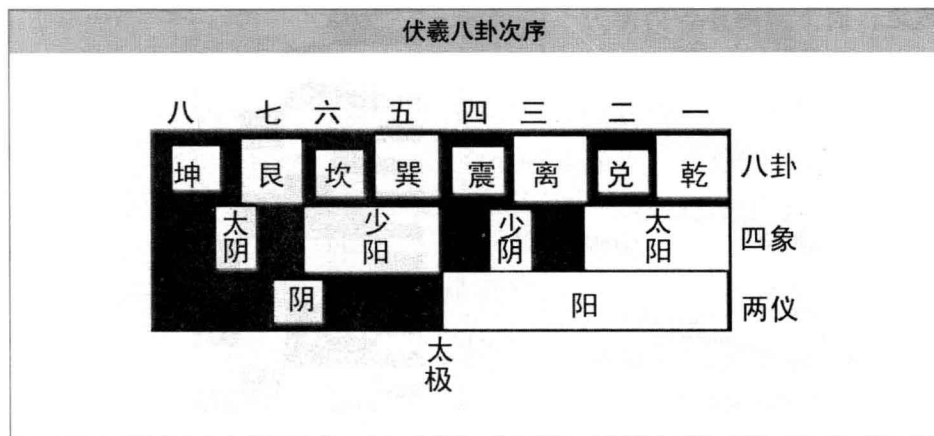 伏羲八卦次序
八 七 六 五 四 三 二 一
坤 艮 坎 巽 震 离 兑 乾 八卦
太阴 少阳 少阴 太阳 四象
阴 阳 两仪
太极